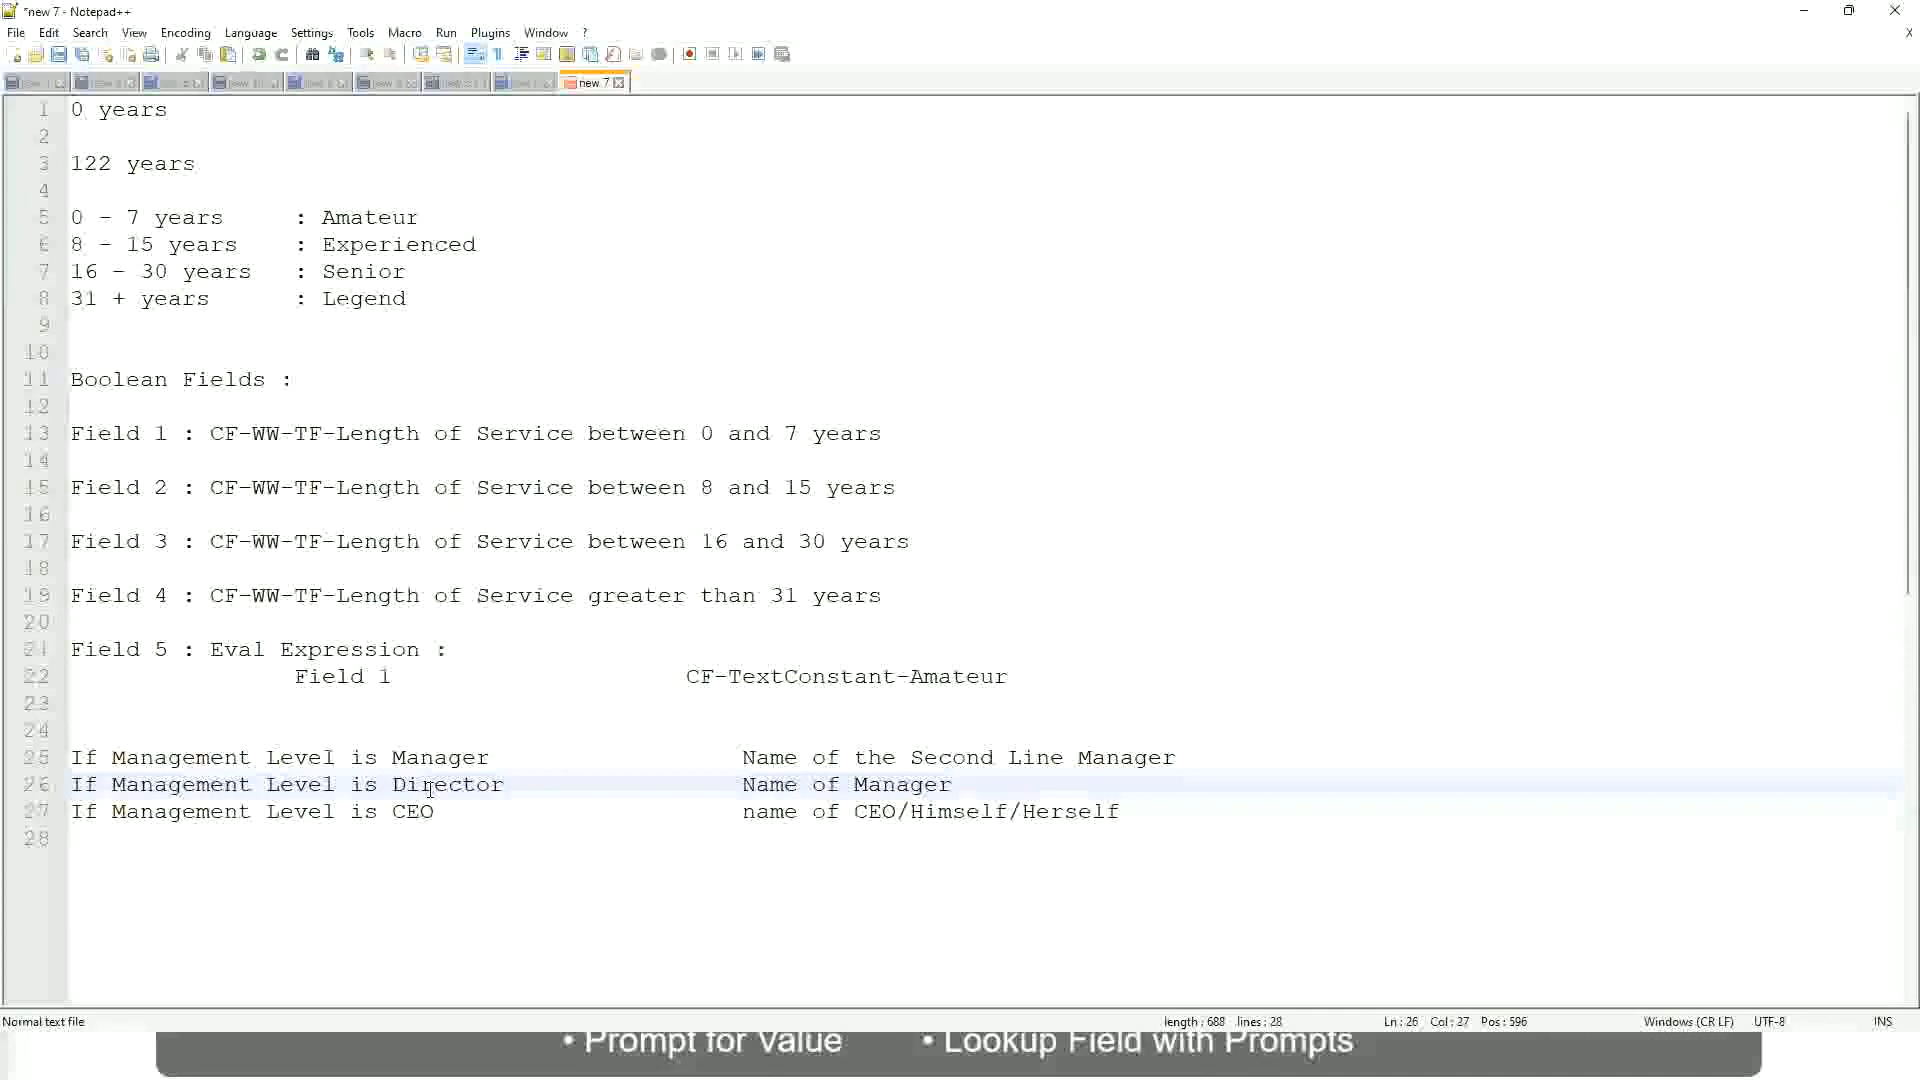 *new 7 - Notepad++
File Edit Search View Encoding Language Settings Tools Macro Run Plugins Window ? X
new 7
1 0 years
2
3 122 years
4
5 0 - 7 years : Amateur
6 8 - 15 years : Experienced
7 16 - 30 years : Senior
8 31 + years : Legend
9
10
11 Boolean Fields :
12
13 Field 1 : CF-WW-TF-Length of Service between 0 and 7 years
14
15 Field 2 : CF-WW-TF-Length of Service between 8 and 15 years
16
17 Field 3 : CF-WW-TF-Length of Service between 16 and 30 years
18
19 Field 4 : CF-WW-TF-Length of Service greater than 31 years
20
21 Field 5 : Eval Expression :
22 Field 1 CF-TextConstant-Amateur
23
24
25 If Management Level is Manager Name of the Second Line Manager
26 If Management Level is Director Name of Manager
27 If Management Level is CEO name of CEO/Himself/Herself
28
Normal text file length : 688 lines : 28 Ln : 26 Col : 27 Pos : 596 Windows (CR LF) UTF-8 INS
• Prompt for Value • Lookup Field with Prompts